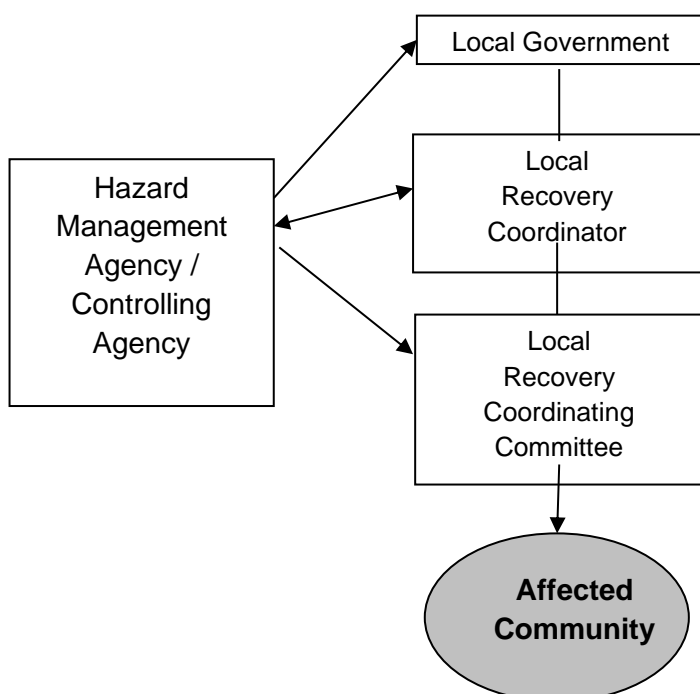 Local Government
Hazard
Management
Agency /
Controlling
Agency
Local
Recovery
Coordinator
Local
Recovery
Coordinating
Committee
Affected
Community